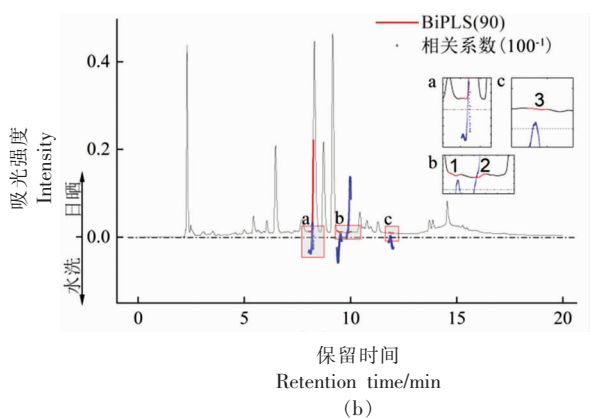 BiPLS(90)
相关系数(100⁻¹)
a
c
3
b
1
2
0.4
0.2
0.0
吸光强度
Intensity
日晒
水洗
a
b
c
0
5
10
15
20
保留时间
Retention time/min
(b)